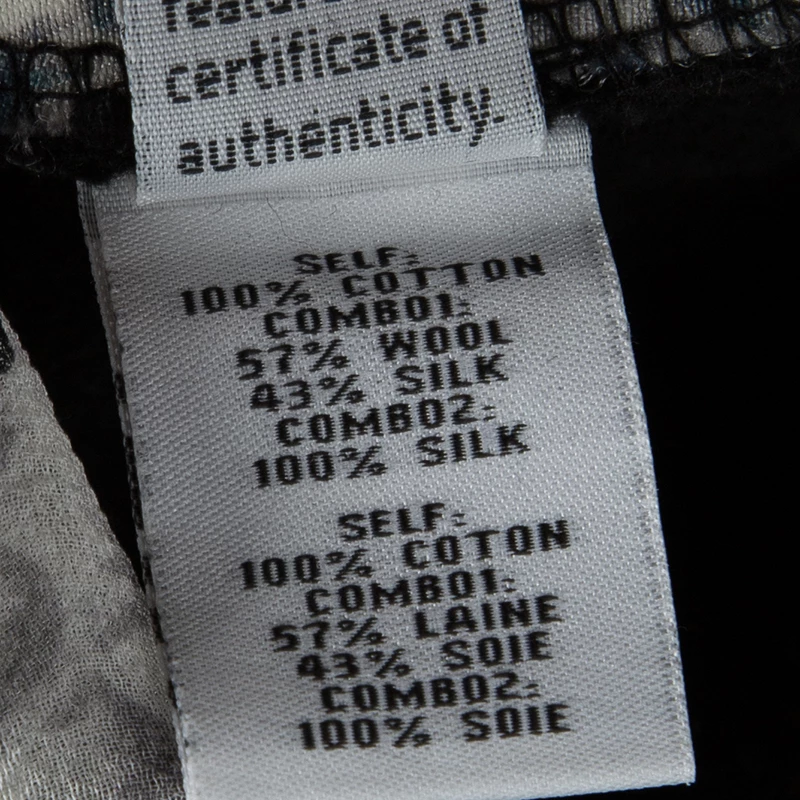 certificate of
authenticity.
SELF:
100% COTTON
COMBO1:
57% WOOL
43% SILK
COMBO2:
100% SILK
SELF:
100% COTON
COMBO1:
57% LAINE
43% SOIE
COMBO2:
100% SOIE